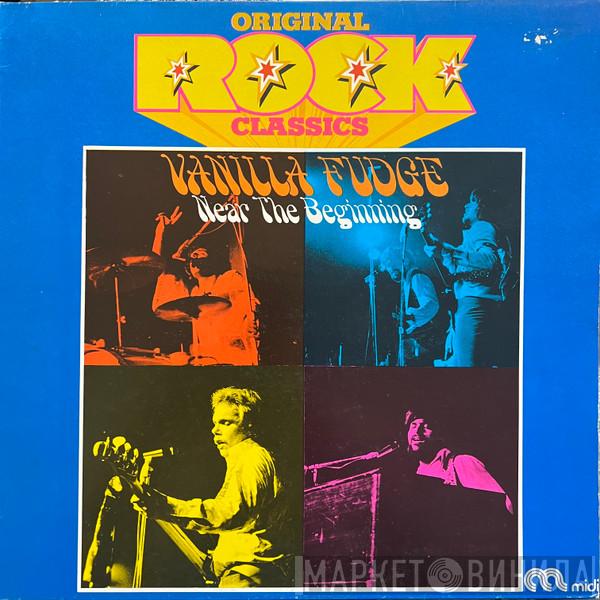 ORIGINAL
ROCK
CLASSICS
VANILLA FUDGE
Near The Beginning
МАРКЕТ ВИНИЛА
midi